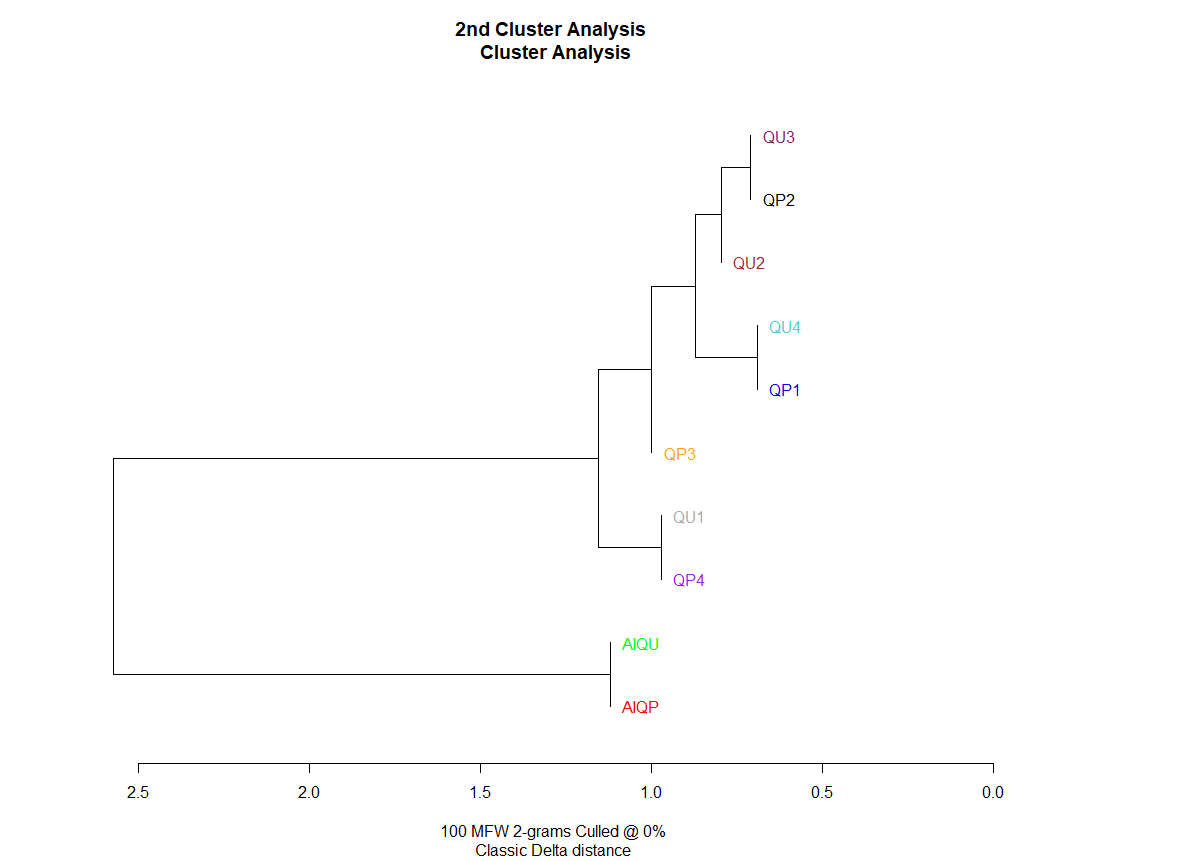 2nd Cluster Analysis
Cluster Analysis
QU3
QP2
QU2
QU4
QP1
QP3
QU1
QP4
AIQU
AIQP
2.5 2.0 1.5 1.0 0.5 0.0
100 MFW 2-grams Culled @ 0%
Classic Delta distance